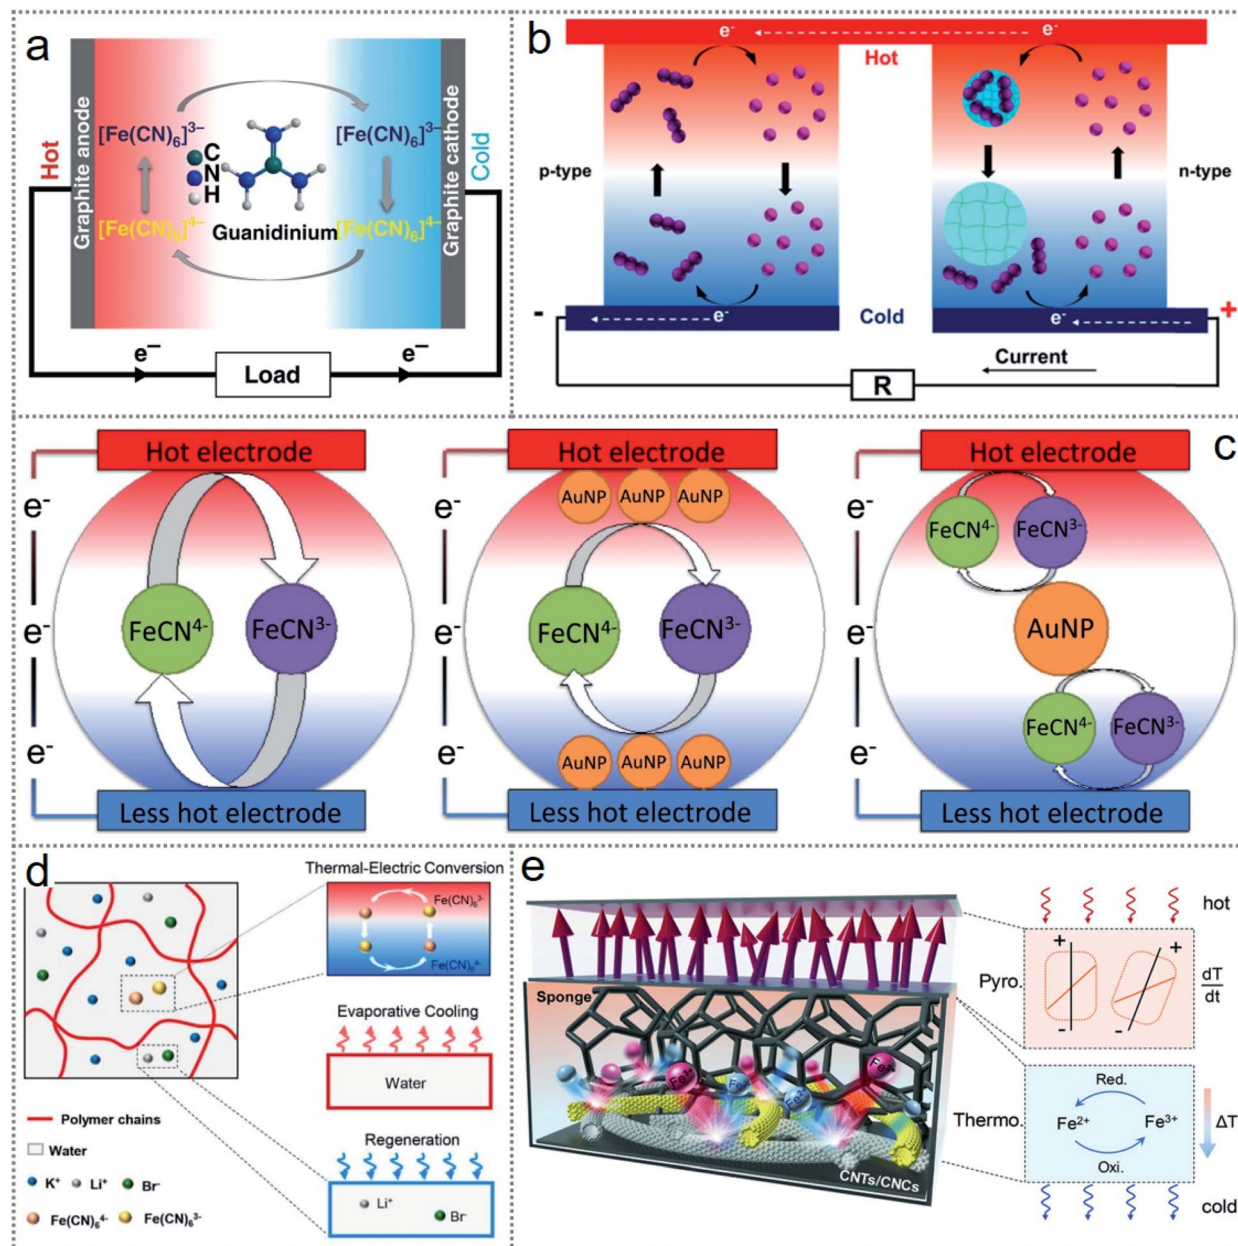 a
Hot
Graphite anode
[Fe(CN)₆]³⁻
[Fe(CN)₆]³⁻
C
N
H
[Fe(CN)₆]⁴⁻
Guanidinium
[Fe(CN)₆]⁴⁻
Graphite cathode
Cold
e⁻
Load
e⁻
b
e⁻
e⁻
Hot
p-type
n-type
-
e⁻
Cold
e⁻
+
Current
R
c
Hot electrode
e⁻
FeCN⁴⁻
FeCN³⁻
e⁻
e⁻
Less hot electrode
Hot electrode
AuNP
AuNP
AuNP
e⁻
FeCN⁴⁻
FeCN³⁻
e⁻
e⁻
AuNP
AuNP
AuNP
Less hot electrode
Hot electrode
e⁻
FeCN⁴⁻
FeCN³⁻
e⁻
AuNP
FeCN⁴⁻
FeCN³⁻
e⁻
Less hot electrode
d
Thermal-Electric Conversion
Fe(CN)₆³⁻
Fe(CN)₆⁴⁻
Evaporative Cooling
Water
Regeneration
Li⁺
Br⁻
Polymer chains
Water
K⁺ Li⁺ Br⁻
Fe(CN)₆⁴⁻ Fe(CN)₆³⁻
e
Sponge
Fe³⁺
Fe²⁺
Fe²⁺
Fe³⁺
CNTs/CNCs
hot
Pyro.
+
-
+
-
dT
dt
Thermo.
Red.
Fe²⁺
Fe³⁺
Oxi.
ΔT
cold